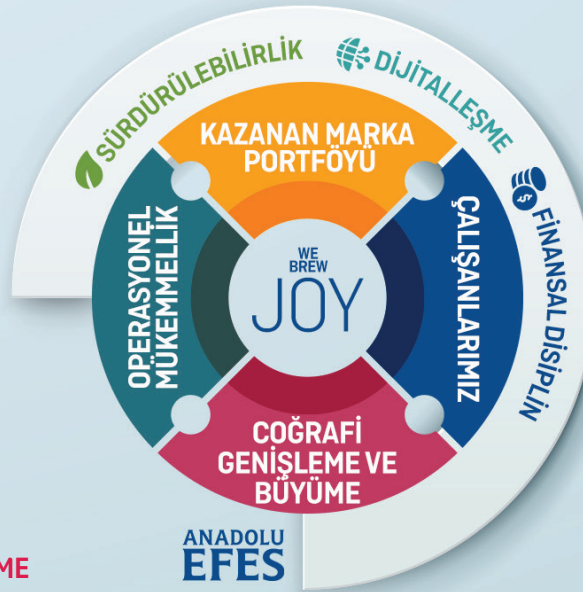 SÜRDÜRÜLEBİLİRLİK
DİJİTALLEŞME
FİNANSAL DİSİPLİN
KAZANAN MARKA
PORTFÖYÜ
OPERASYONEL
MÜKEMMELLİK
WE
BREW
JOY
ÇALIŞANLARIMIZ
COĞRAFİ
GENİŞLEME VE
BÜYÜME
ANADOLU
EFES
ME